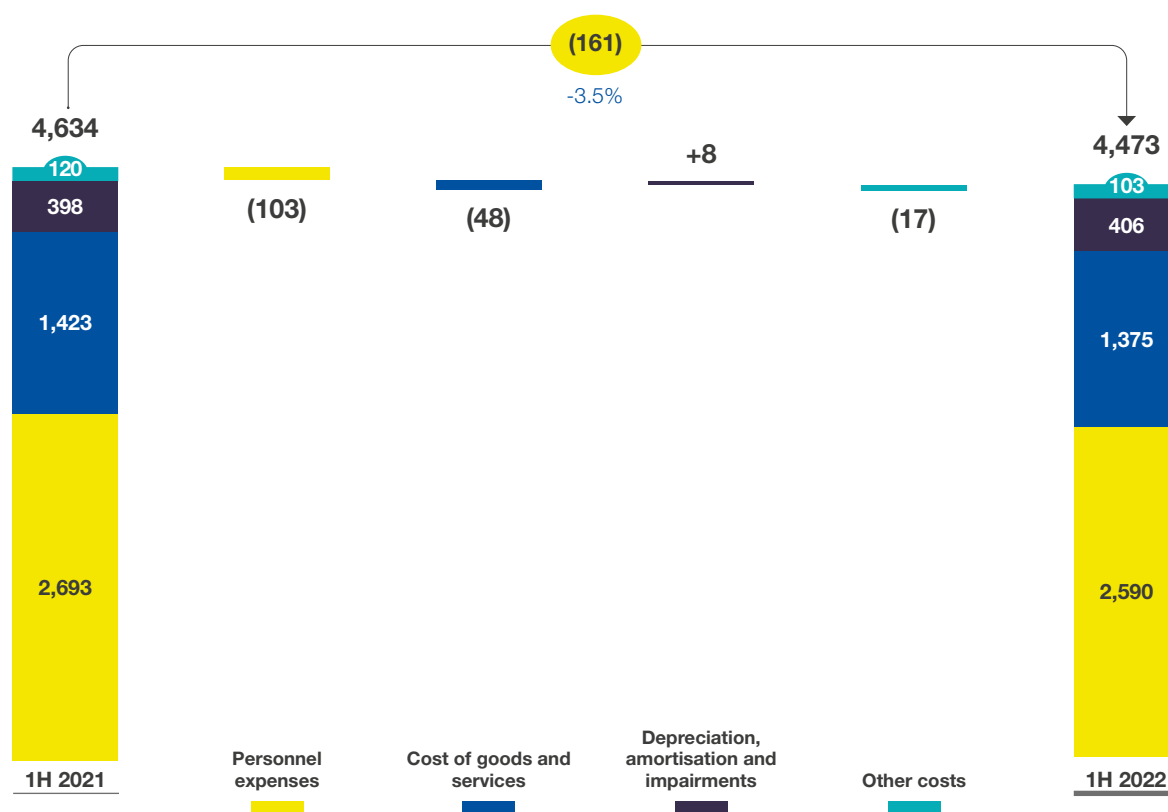 (161)
-3.5%
4,634
4,473
120
398
1,423
2,693
(103)
(48)
+8
(17)
103
406
1,375
2,590
1H 2021
Personnel
expenses
Cost of goods and
services
Depreciation,
amortisation and
impairments
Other costs
1H 2022